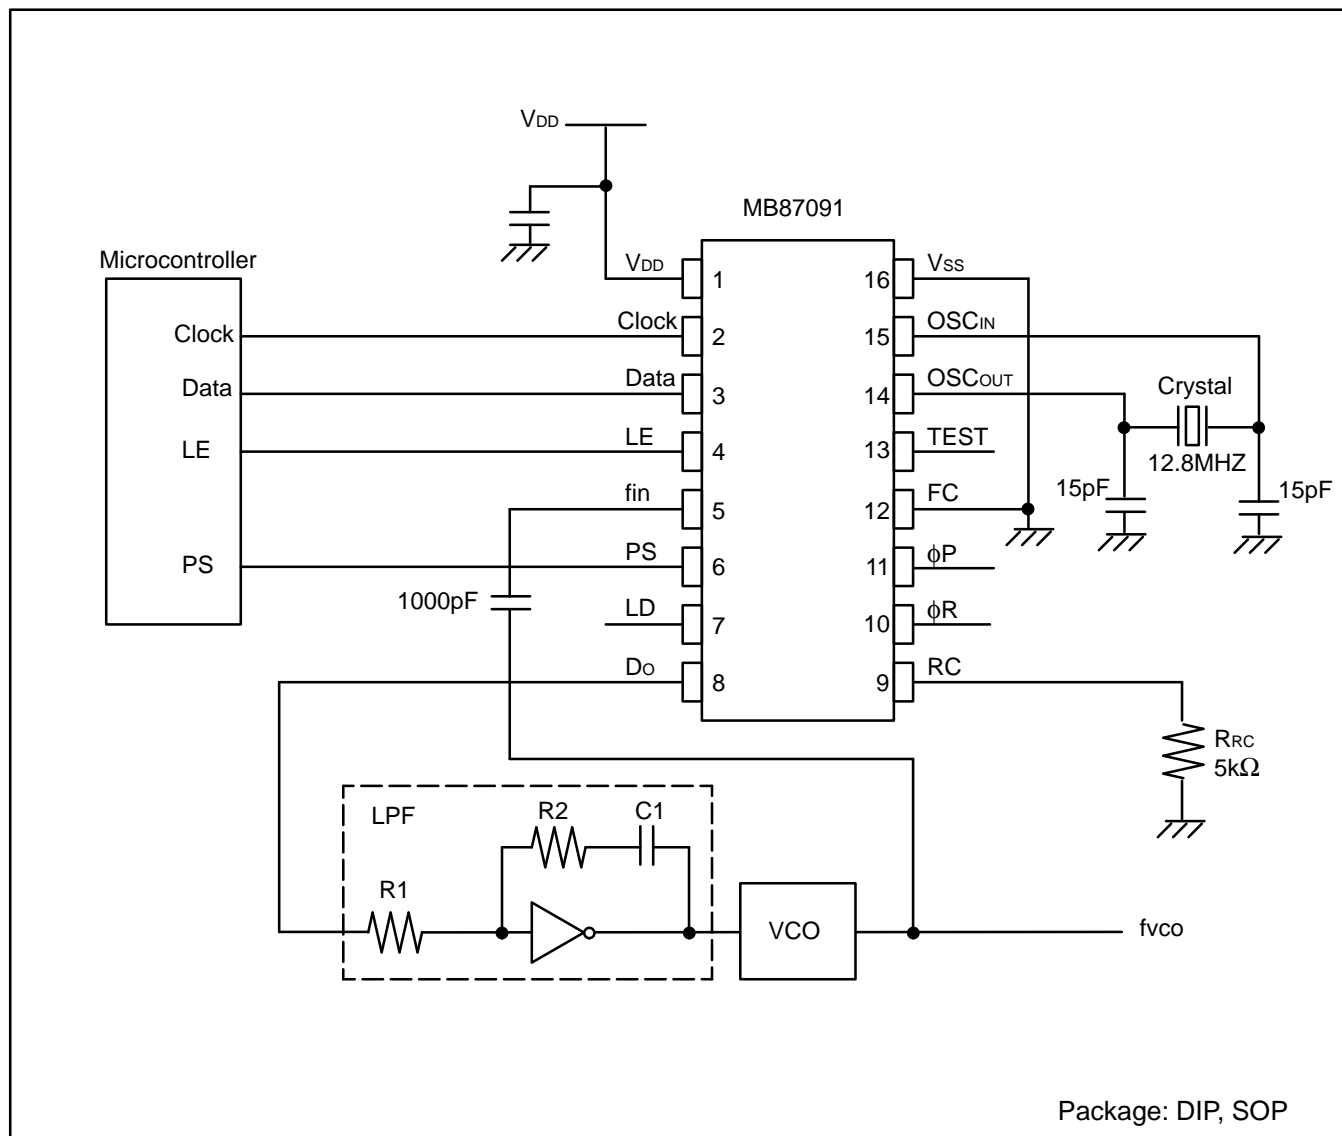 VDD
MB87091
Microcontroller
Clock
Data
LE
PS
VDD
Clock
Data
LE
fin
PS
LD
DO
1
2
3
4
5
6
7
8
16
15
14
13
12
11
10
9
VSS
OSCIN
OSCOUT
TEST
FC
ϕP
ϕR
RC
Crystal
12.8MHZ
15pF
15pF
1000pF
RRC
5kΩ
LPF
R2
C1
R1
VCO
fvco
Package: DIP, SOP